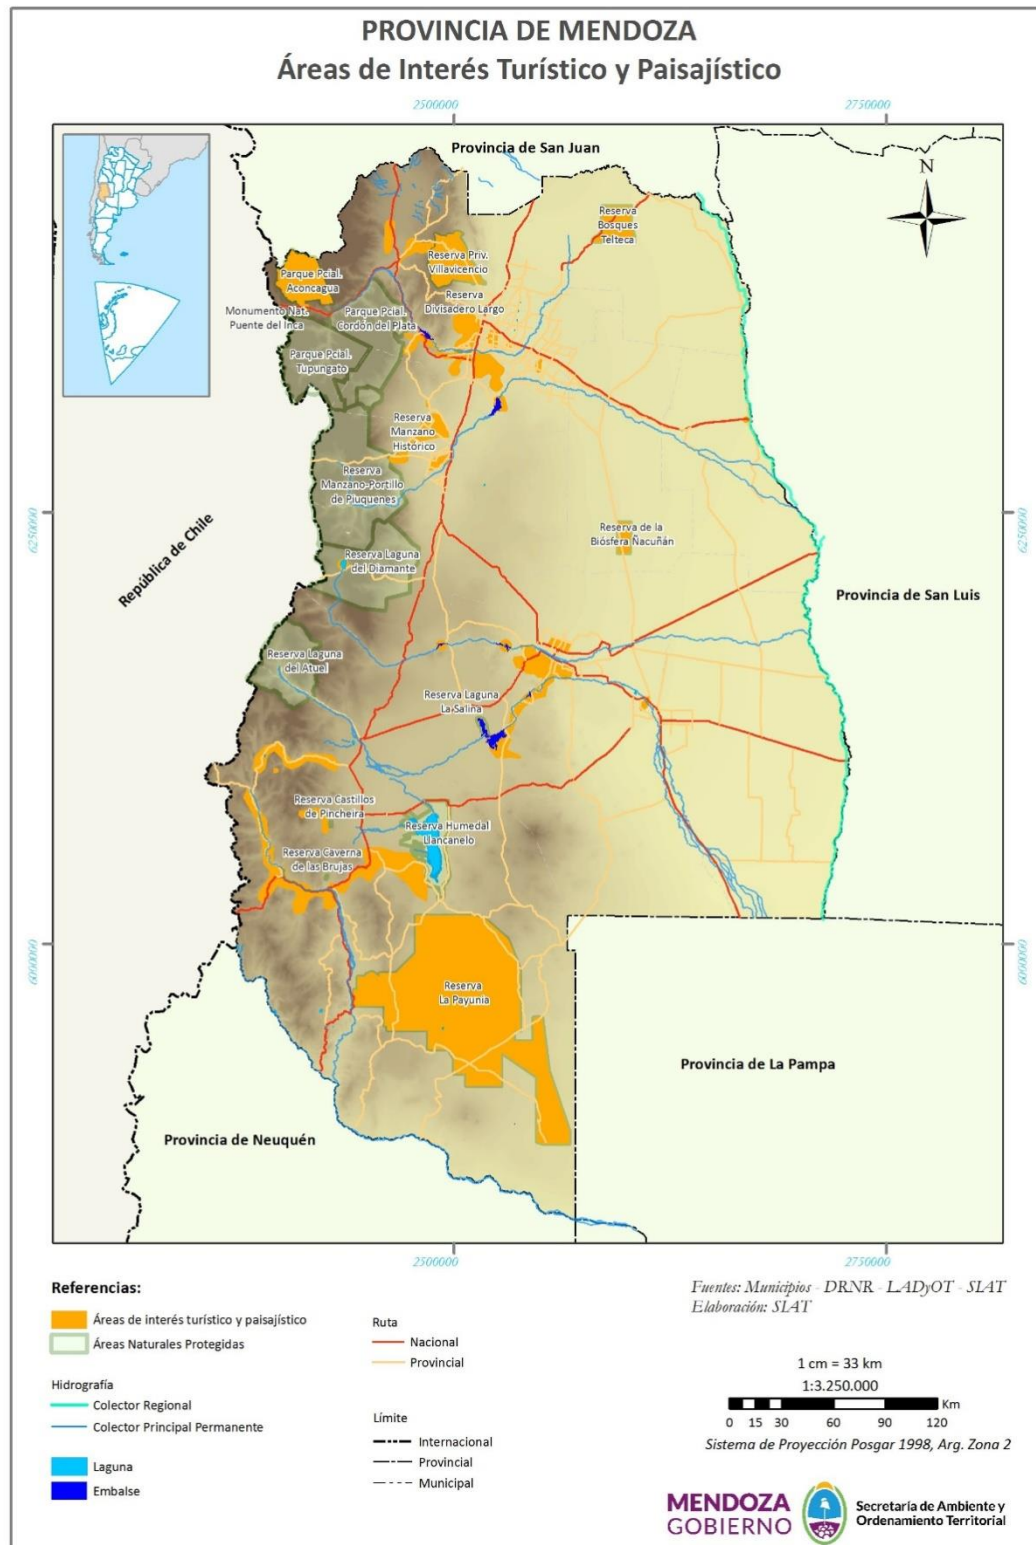 PROVINCIA DE MENDOZA
Áreas de Interés Turístico y Paisajístico
2500000
2750000
Provincia de San Juan
N
Reserva
Bosques
Telteca
Reserva Priv.
Villavicencio
Parque Pcial.
Aconcagua
Reserva
Divisadero Largo
Monumento Nat.
Puente del Inca
Parque Pcial.
Cordón del Plata
Parque Pcial.
Tupungato
Reserva
Manzano
Histórico
Reserva
Manzano-Portillo
de Piuquenes
6250000
6250000
Reserva de la
Biósfera Ñacuñán
República de Chile
Reserva Laguna
del Diamante
Provincia de San Luis
Reserva Laguna
del Atuel
Reserva Laguna
La Salina
Reserva Castillos
de Pincheira
Reserva Humedal
Llancanelo
Reserva Caverna
de las Brujas
6000000
6000000
Reserva
La Payunia
Provincia de La Pampa
Provincia de Neuquén
2500000
2750000
Referencias:
Áreas de interés turístico y paisajístico
Áreas Naturales Protegidas
Hidrografía
Colector Regional
Colector Principal Permanente
Laguna
Embalse
Ruta
Nacional
Provincial
Límite
Internacional
Provincial
Municipal
Fuentes: Municipios - DRNR - LADyOT - SLAT
Elaboración: SLAT
1 cm = 33 km
1:3.250.000
Km
0 15 30 60 90 120
Sistema de Proyección Posgar 1998, Arg. Zona 2
MENDOZA
GOBIERNO
Secretaría de Ambiente y
Ordenamiento Territorial